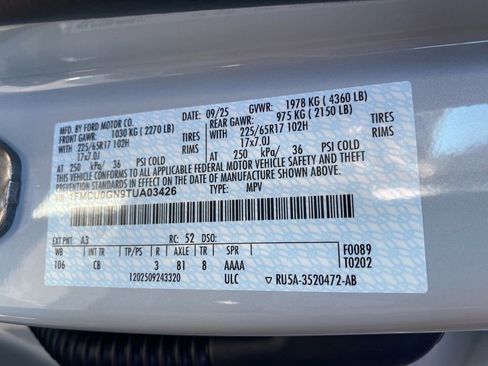 MFD. BY FORD MOTOR CO.
09/25 GVWR: 1978 KG ( 4360 LB)
FRONT GAWR: 1030 KG ( 2270 LB) REAR GAWR: 975 KG ( 2150 LB)
WITH 225/65R17 102H TIRES WITH 225/65R17 102H TIRES
17x7.0J RIMS 17x7.0J RIMS
AT 250 kPa/ 36 PSI COLD AT 250 kPa/ 36 PSI COLD
THIS VEHICLE CONFORMS TO ALL APPLICABLE FEDERAL MOTOR VEHICLE SAFETY
STANDARDS IN EFFECT ON THE DATE OF MANUFACTURE SHOWN ABOVE.
VIN: 1FMCU0GN9TUA03426 TYPE: MPV
EXT PNT: A3 RC: 52 DSO: F0089
WB INT TR TP/PS R AXLE TR SPR T0202
106 CB 3 81 8 AAAA
1202509243320 ULC ▽ RU5A-3520472-AB